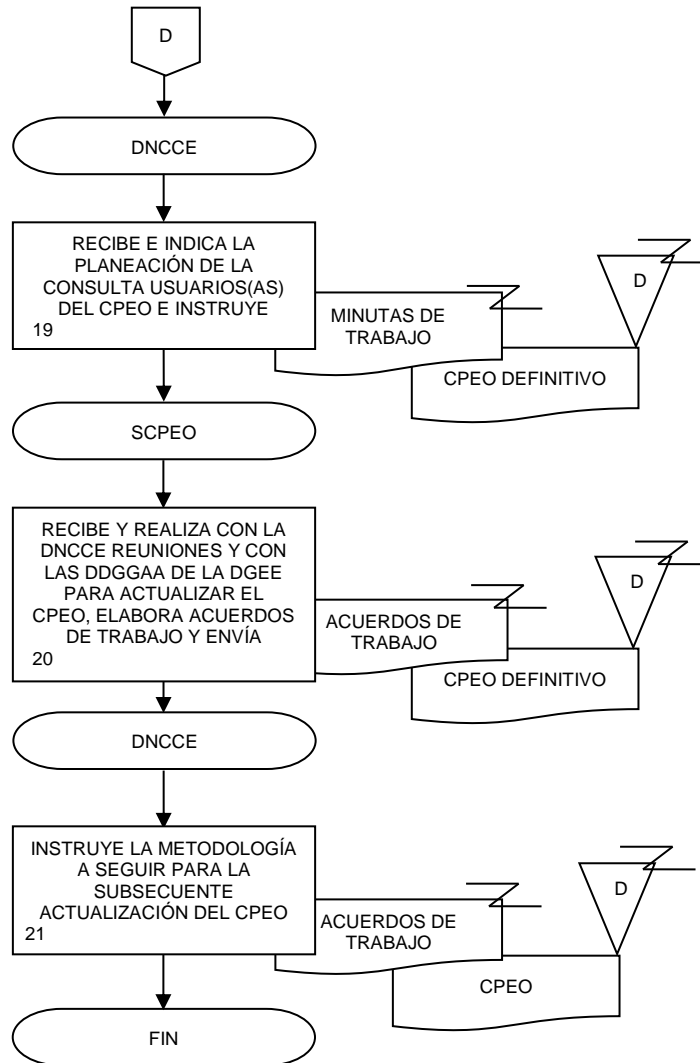 D
DNCCE
RECIBE E INDICA LA
PLANEACIÓN DE LA
CONSULTA USUARIOS(AS)
DEL CPEO E INSTRUYE
19
MINUTAS DE
TRABAJO
D
CPEO DEFINITIVO
SCPEO
RECIBE Y REALIZA CON LA
DNCCE REUNIONES Y CON
LAS DDGGAA DE LA DGEE
PARA ACTUALIZAR EL
CPEO, ELABORA ACUERDOS
DE TRABAJO Y ENVÍA
20
ACUERDOS DE
TRABAJO
D
CPEO DEFINITIVO
DNCCE
INSTRUYE LA METODOLOGÍA
A SEGUIR PARA LA
SUBSECUENTE
ACTUALIZACIÓN DEL CPEO
21
ACUERDOS DE
TRABAJO
D
CPEO
FIN